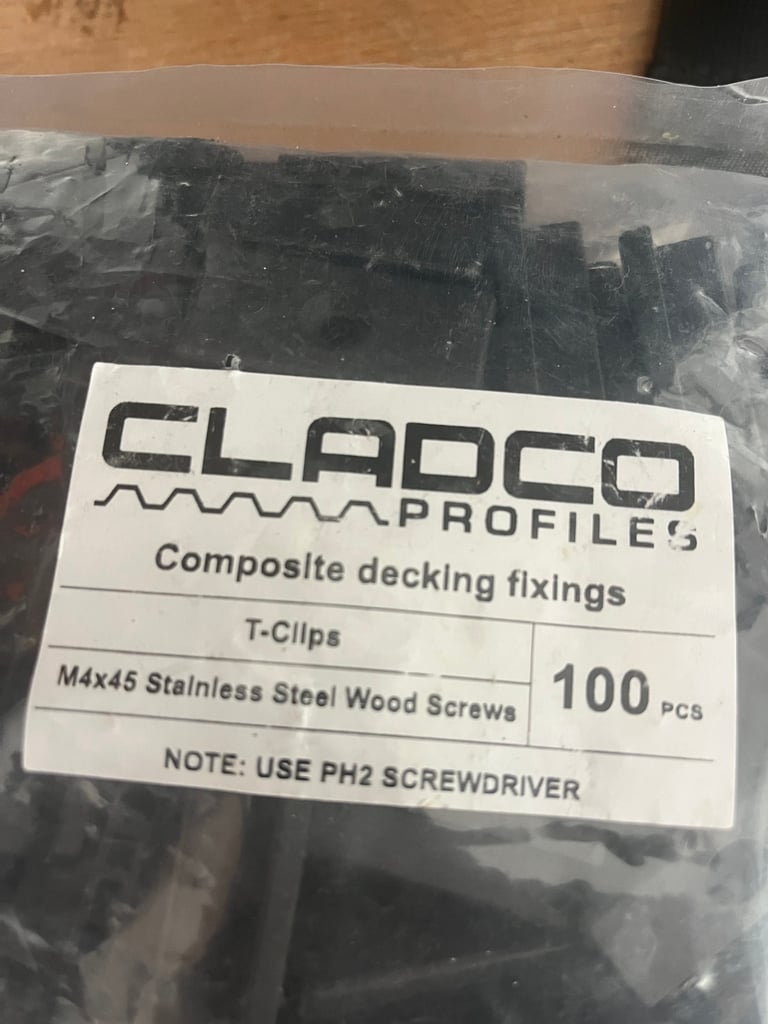 CLADCO
PROFILES
Composite decking fixings
T-Clips
M4x45 Stainless Steel Wood Screws
100 PCS
NOTE: USE PH2 SCREWDRIVER